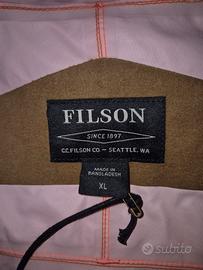 FILSON
SINCE 1897
C.C. FILSON CO — SEATTLE, WA.
MADE IN
BANGLADESH
XL
subito